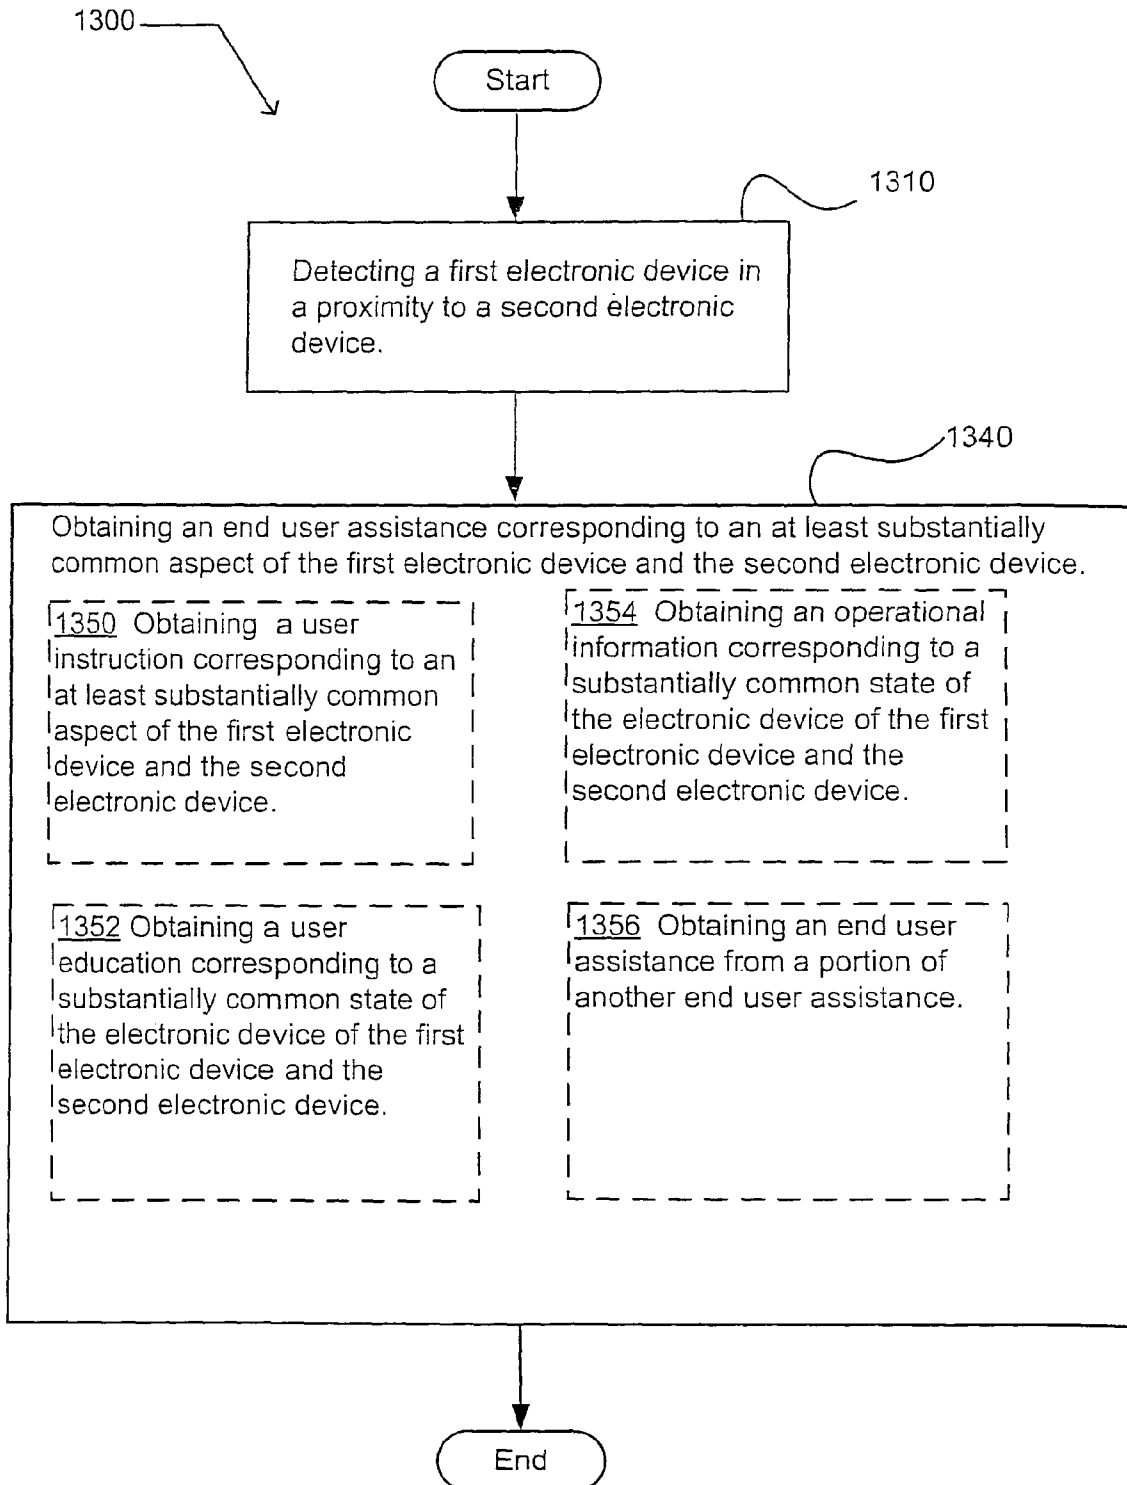 1300
Start
1310
Detecting a first electronic device in
a proximity to a second electronic
device.
1340
Obtaining an end user assistance corresponding to an at least substantially
common aspect of the first electronic device and the second electronic device.
1350 Obtaining a user
instruction corresponding to an
at least substantially common
aspect of the first electronic
device and the second
electronic device.
1354 Obtaining an operational
information corresponding to a
substantially common state of
the electronic device of the first
electronic device and the
second electronic device.
1352 Obtaining a user
education corresponding to a
substantially common state of
the electronic device of the first
electronic device and the
second electronic device.
1356 Obtaining an end user
assistance from a portion of
another end user assistance.
End